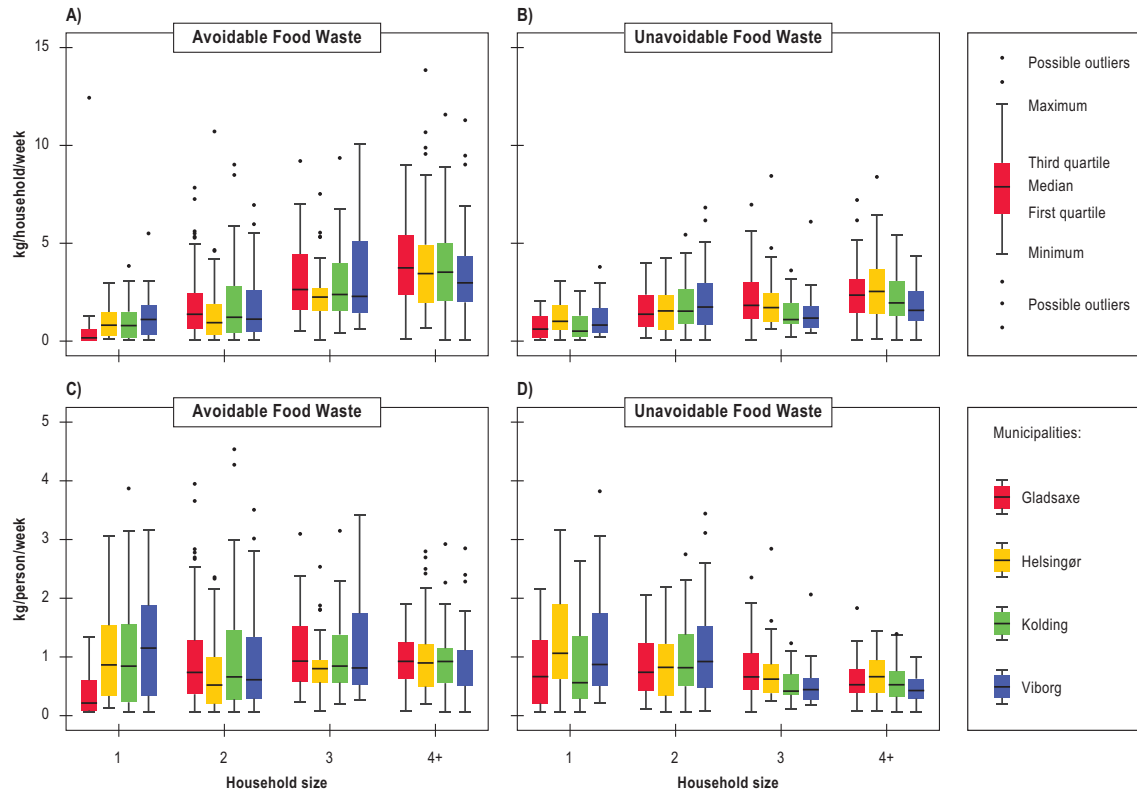 A)
Avoidable Food Waste
15
10
5
0
kg/household/week
B)
Unavoidable Food Waste
Possible outliers
Maximum
Third quartile
Median
First quartile
Minimum
Possible outliers
C)
Avoidable Food Waste
5
4
3
2
1
0
kg/person/week
1
2
3
4+
Household size
D)
Unavoidable Food Waste
1
2
3
4+
Household size
Municipalities:
Gladsaxe
Helsingør
Kolding
Viborg